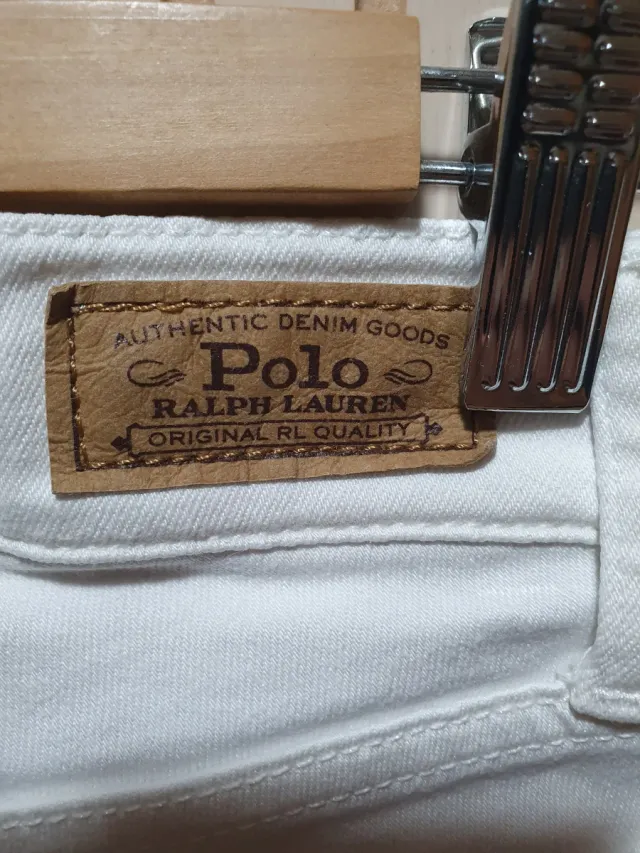 AUTHENTIC DENIM GOODS
Polo
RALPH LAUREN
ORIGINAL RL QUALITY